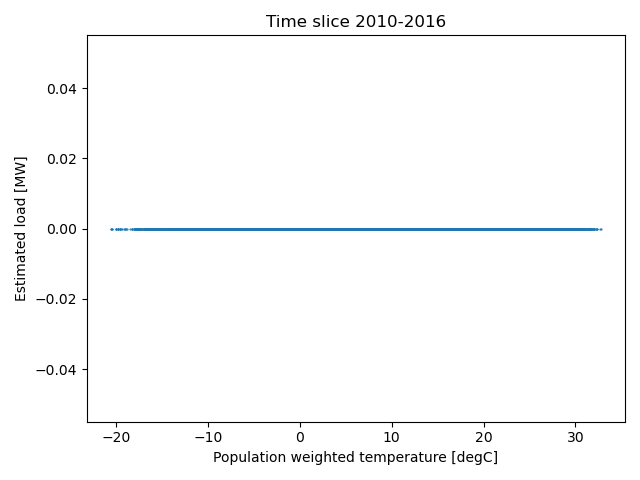 Time slice 2010-2016
Estimated load [MW]
0.04
0.02
0.00
−0.02
−0.04
−20 −10 0 10 20 30
Population weighted temperature [degC]